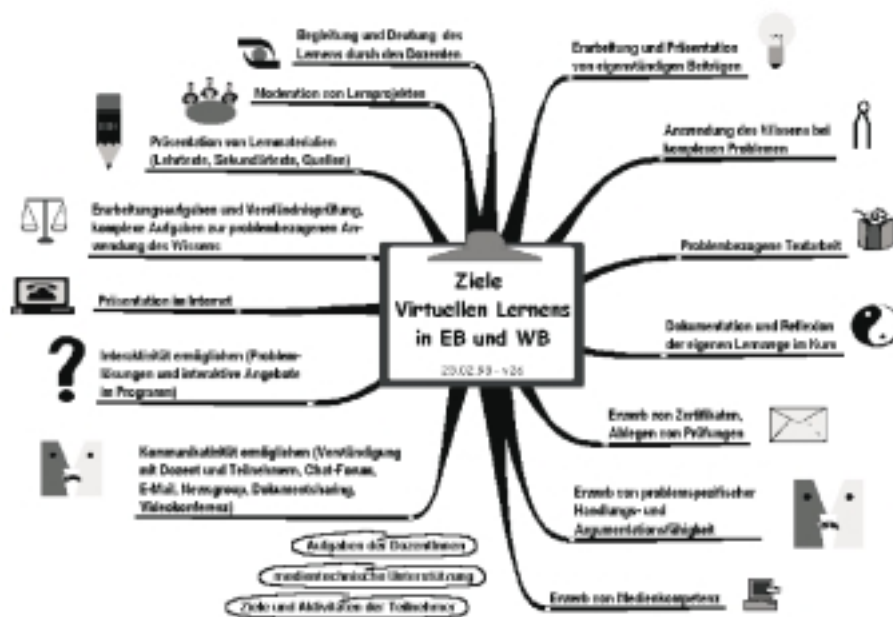 Begleitung und Deutung des
Lernens durch den Dozenten
Moderation von Lernprojekten
Präsentation von Lernmaterialien
(Lehrtexte, Sekundärtexte, Quellen)
Erarbeitungsaufgaben und Verständnisprüfung,
komplexe Aufgaben zur problembezogenen An-
wendung des Wissens
Präsentation im Internet
Interaktivität ermöglichen (Problem-
lösungen und interaktive Angebote
im Programm)
Kommunikativität ermöglichen (Verständigung
mit Dozent und Teilnehmern, Chat-Forum,
E-Mail, Newsgroup, Dokumentsharing,
Videokonferenz)
Ziele
Virtuellen Lernens
in EB und WB
Erarbeitung und Präsentation
von eigenständigen Beiträgen
Anwendung des Wissens bei
komplexen Problemen
Problembezogene Textarbeit
Dokumentation und Reflexion
der eigenen Lernwege im Kurs
Erwerb von Zertifikaten,
Ablegen von Prüfungen
Erwerb von problemspezifischer
Handlungs- und
Argumentationsfähigkeit
Erwerb von Medienkompetenz
Aufgaben der DozentInnen
medientechnische Unterstützung
Ziele und Aktivitäten der Teilnehmer